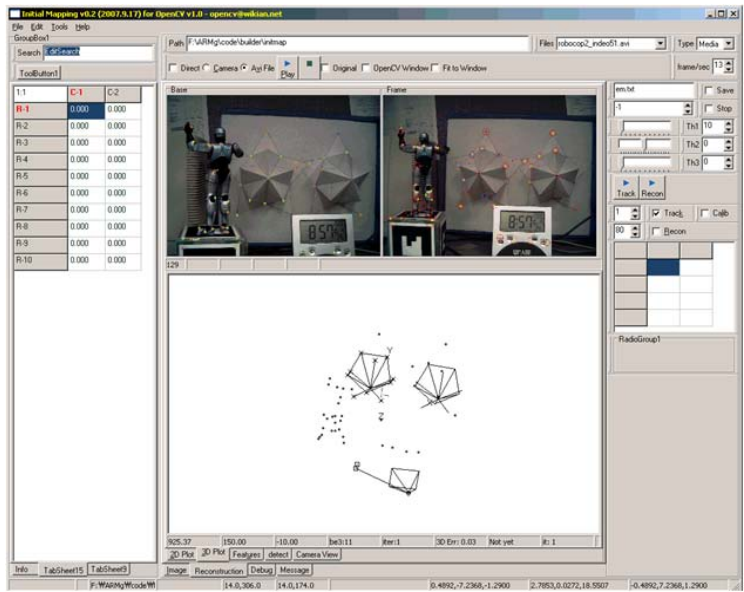 Initial Mapping v0.2 (2007.9.17) for OpenCV v1.0 - opencv@wikian.net
File Edit Tools Help
GroupBox1
Search EditSearch
ToolButton1
Path F:\ARMg\code\builder\initmap
Files robocop2_indeo51.avi
Type Media
Direct Camera Avi File Play Original OpenCV Window Fit to Window
frame/sec 13
1:1 C-1 C-2
R-1 0.000 0.000
R-2 0.000 0.000
R-3 0.000 0.000
R-4 0.000 0.000
R-5 0.000 0.000
R-6 0.000 0.000
R-7 0.000 0.000
R-8 0.000 0.000
R-9 0.000 0.000
R-10 0.000 0.000
Base
Frame
8:57
8:57
129
em.txt Save
-1 Stop
Th1 10
Th2 0
Th3 0
Track Recon
1 Track Calib
80 Recon
RadioGroup1
Y
Z
925.37 150.00 -10.00 be3:11 iter:1 3D Err: 0.03 Not yet it: 1
2D Plot 3D Plot Features detect Camera View
Info TabSheet15 TabSheet9
Image Reconstruction Debug Message
F:₩ARMg₩code₩I 14.0,306.0 14.0,174.0 0.4892,-7.2368,-1.2900 2.7853,0.0272,18.5507 -0.4892,7.2368,1.2900